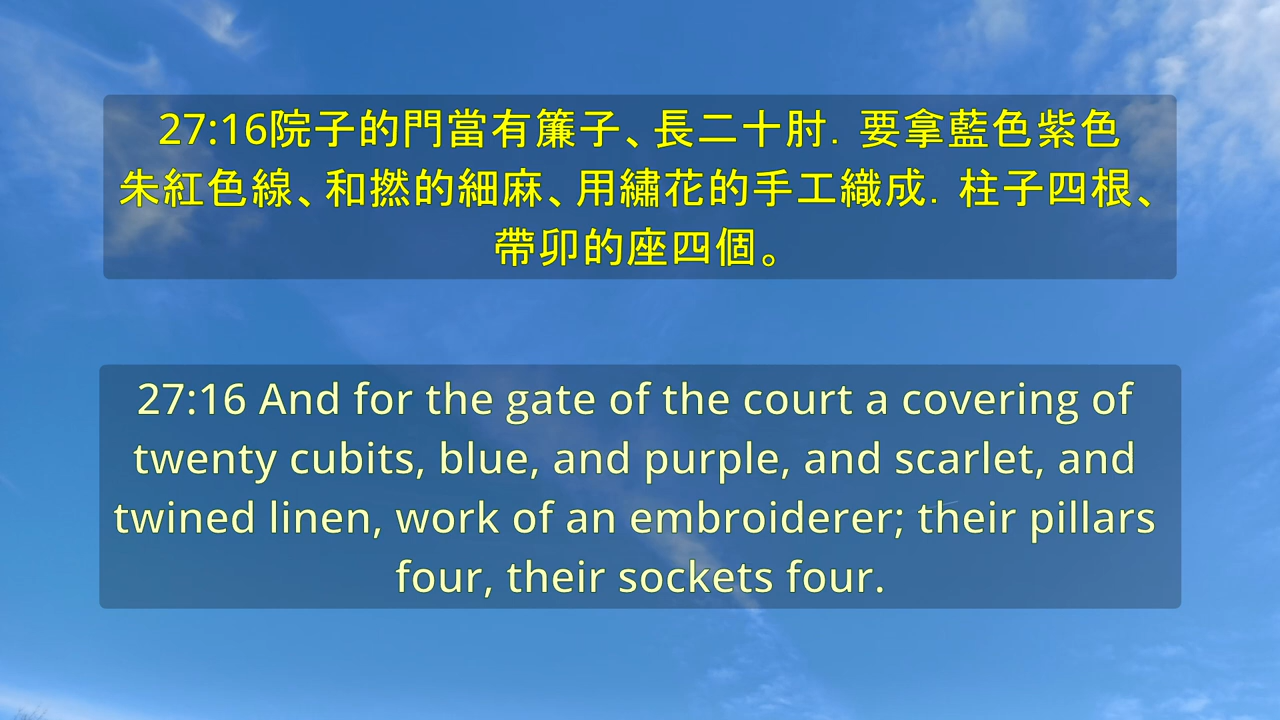 27:16院子的門當有簾子、長二十肘．要拿藍色紫色
朱紅色線、和撚的細麻、用繡花的手工織成．柱子四根、
帶卯的座四個。
27:16 And for the gate of the court a covering of
twenty cubits, blue, and purple, and scarlet, and
twined linen, work of an embroiderer; their pillars
four, their sockets four.